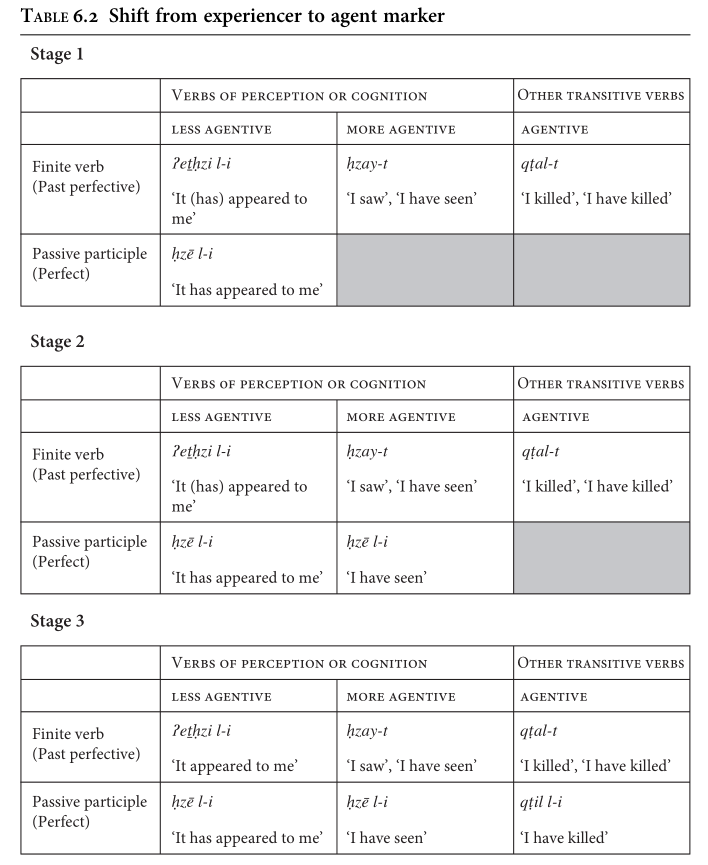 TABLE 6.2 Shift from experiencer to agent marker
Stage 1
VERBS OF PERCEPTION OR COGNITION OTHER TRANSITIVE VERBS
LESS AGENTIVE MORE AGENTIVE AGENTIVE
Finite verb ʔeṯḥzi l-i ḥzay-t qṭal-t
(Past perfective) ‘It (has) appeared to ‘I saw’, ‘I have seen’ ‘I killed’, ‘I have killed’
me’
Passive participle ḥzē l-i
(Perfect) ‘It has appeared to me’
Stage 2
VERBS OF PERCEPTION OR COGNITION OTHER TRANSITIVE VERBS
LESS AGENTIVE MORE AGENTIVE AGENTIVE
Finite verb ʔeṯḥzi l-i ḥzay-t qṭal-t
(Past perfective) ‘It (has) appeared to ‘I saw’, ‘I have seen’ ‘I killed’, ‘I have killed’
me’
Passive participle ḥzē l-i ḥzē l-i
(Perfect) ‘It has appeared to me’ ‘I have seen’
Stage 3
VERBS OF PERCEPTION OR COGNITION OTHER TRANSITIVE VERBS
LESS AGENTIVE MORE AGENTIVE AGENTIVE
Finite verb ʔeṯḥzi l-i ḥzay-t qṭal-t
(Past perfective) ‘It appeared to me’ ‘I saw’, ‘I have seen’ ‘I killed’, ‘I have killed’
Passive participle ḥzē l-i ḥzē l-i qṭil l-i
(Perfect) ‘It has appeared to me’ ‘I have seen’ ‘I have killed’